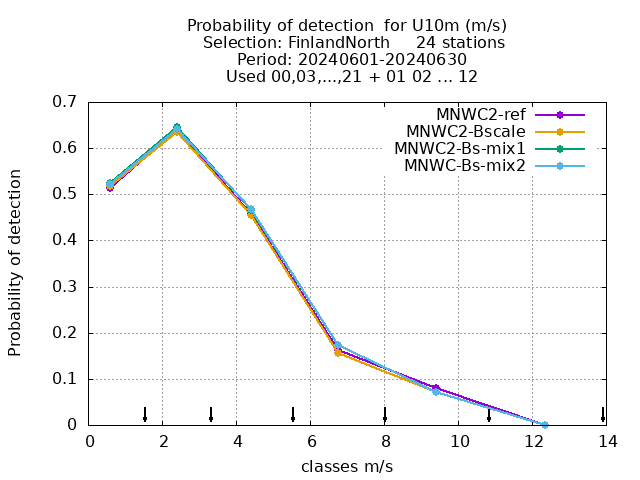 Probability of detection  for U10m (m/s)
Selection: FinlandNorth     24 stations
Period: 20240601-20240630
Used 00,03,...,21 + 01 02 ... 12
MNWC2-ref
MNWC2-Bscale
MNWC2-Bs-mix1
MNWC-Bs-mix2
Probability of detection
0.7
0.6
0.5
0.4
0.3
0.2
0.1
0
0 2 4 6 8 10 12 14
classes m/s